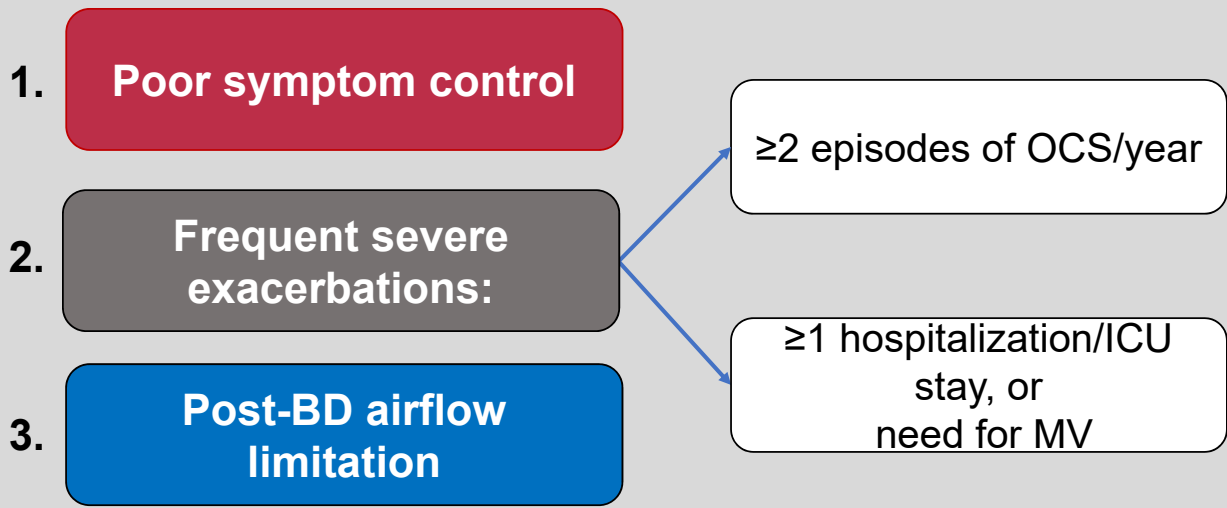 1.
Poor symptom control
2.
Frequent severe
exacerbations:
≥2 episodes of OCS/year
≥1 hospitalization/ICU
stay, or
need for MV
3.
Post-BD airflow
limitation